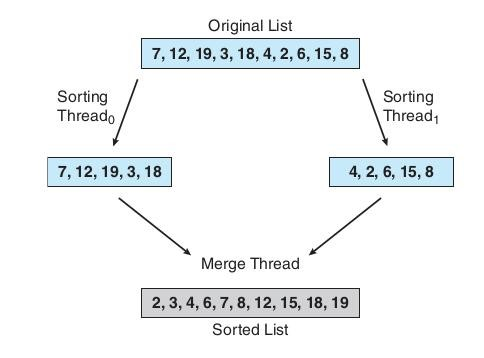 Original List
7, 12, 19, 3, 18, 4, 2, 6, 15, 8
Sorting
Thread0
Sorting
Thread1
7, 12, 19, 3, 18
4, 2, 6, 15, 8
Merge Thread
2, 3, 4, 6, 7, 8, 12, 15, 18, 19
Sorted List